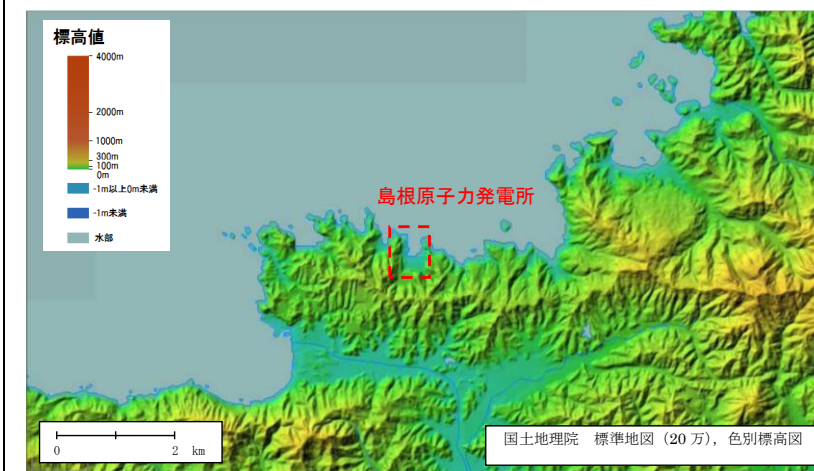 標高値
4000m
2000m
1000m
300m
100m
0m
-1m以上0m未満
-1m未満
水部
島根原子力発電所
0 2 km
国土地理院 標準地図（20万），色別標高図